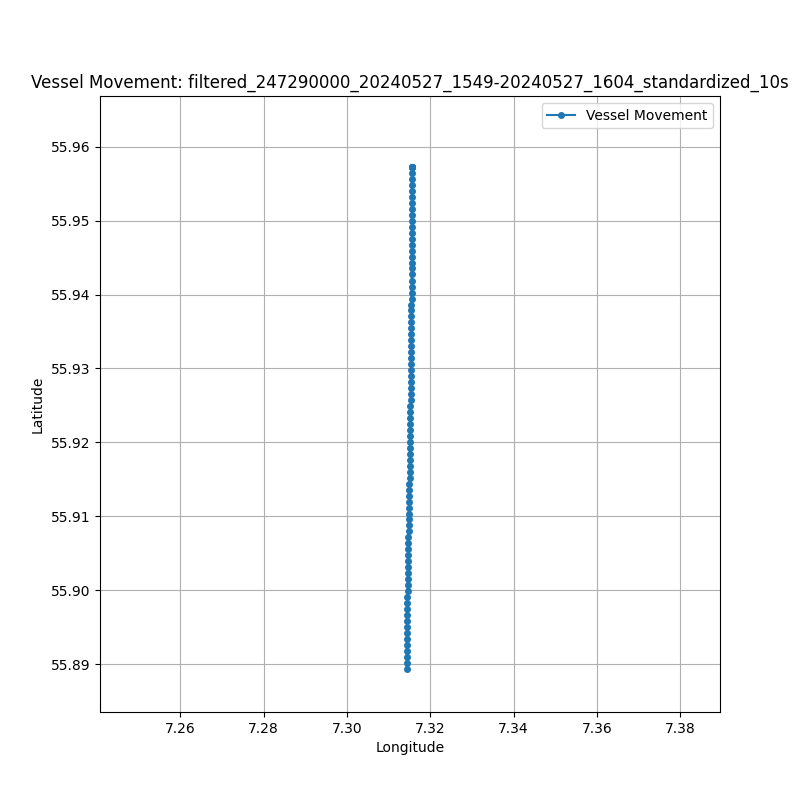 Vessel Movement: filtered_247290000_20240527_1549-20240527_1604_standardized_10s
Vessel Movement
55.96
55.95
55.94
55.93
55.92
55.91
55.90
55.89
Latitude
7.26 7.28 7.30 7.32 7.34 7.36 7.38
Longitude